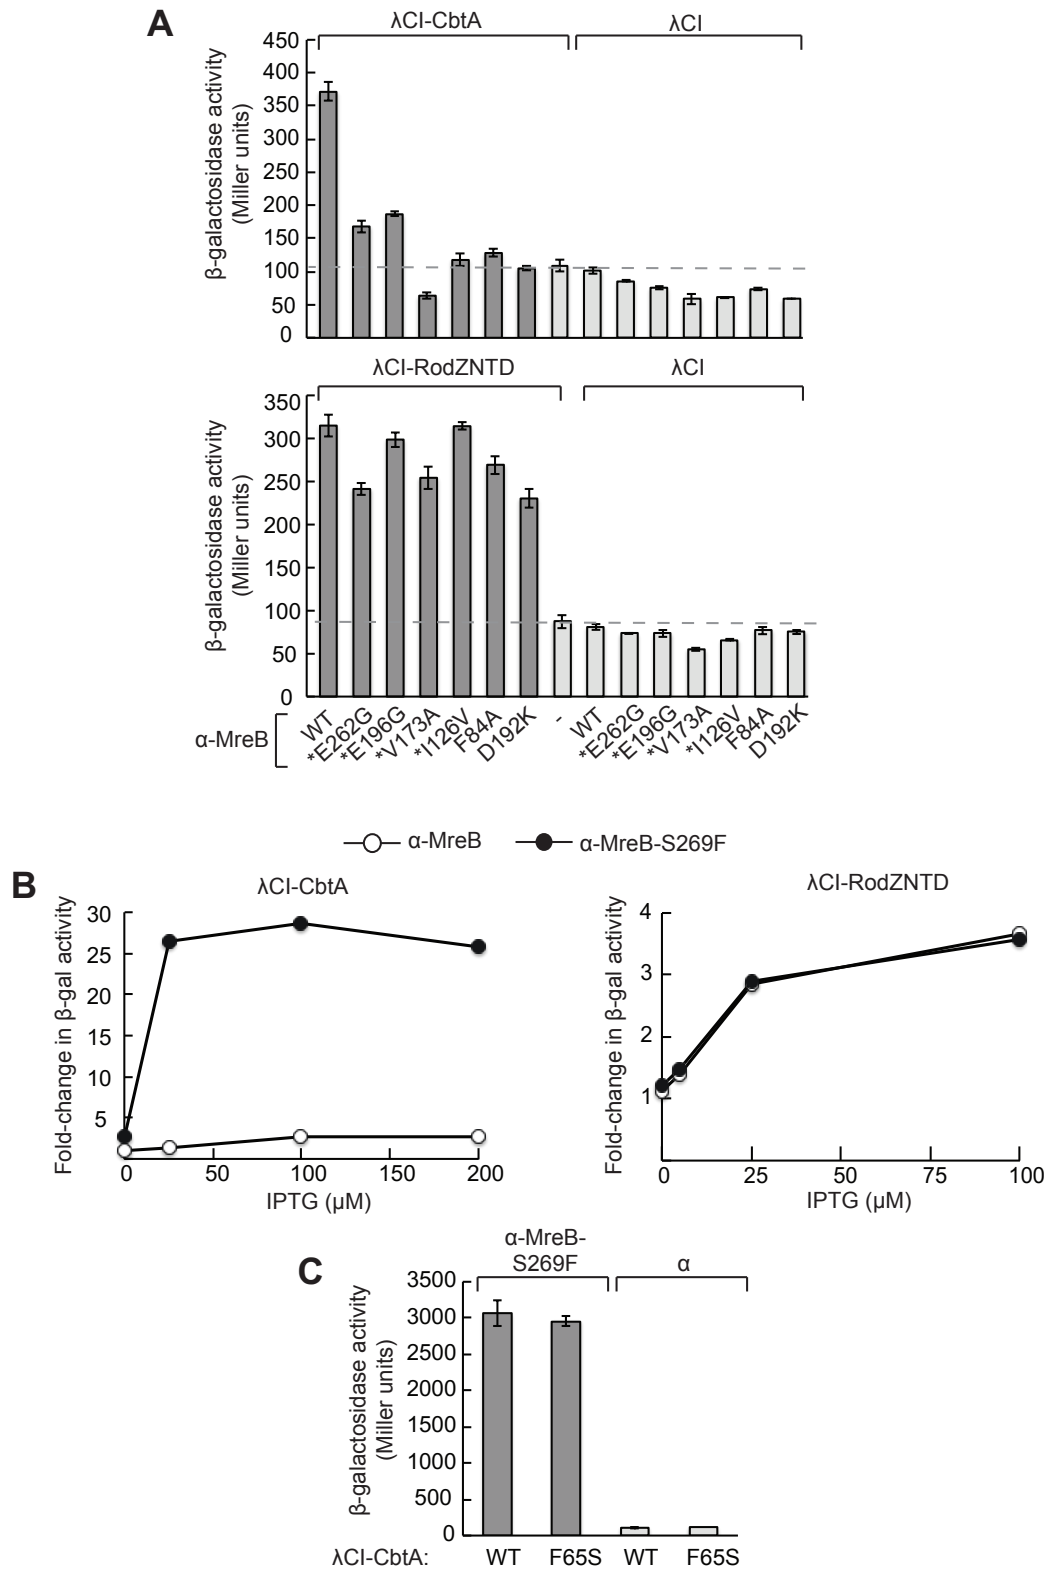 A
λCI-CbtA
λCI
β-galactosidase activity
(Miller units)
450
400
350
300
250
200
150
100
50
0
λCI-RodZNTD
λCI
β-galactosidase activity
(Miller units)
350
300
250
200
150
100
50
0
α-MreB
WT
*E262G
*E196G
*V173A
*I126V
F84A
D192K
-
WT
*E262G
*E196G
*V173A
*I126V
F84A
D192K
α-MreB
α-MreB-S269F
B
λCI-CbtA
Fold-change in β-gal activity
30
25
20
15
10
5
0 50 100 150 200
IPTG (μM)
λCI-RodZNTD
Fold-change in β-gal activity
4
3
2
1
0 25 50 75 100
IPTG (μM)
C
α-MreB-
S269F
α
β-galactosidase activity
(Miller units)
3500
3000
2500
2000
1500
1000
500
0
λCI-CbtA: WT F65S WT F65S